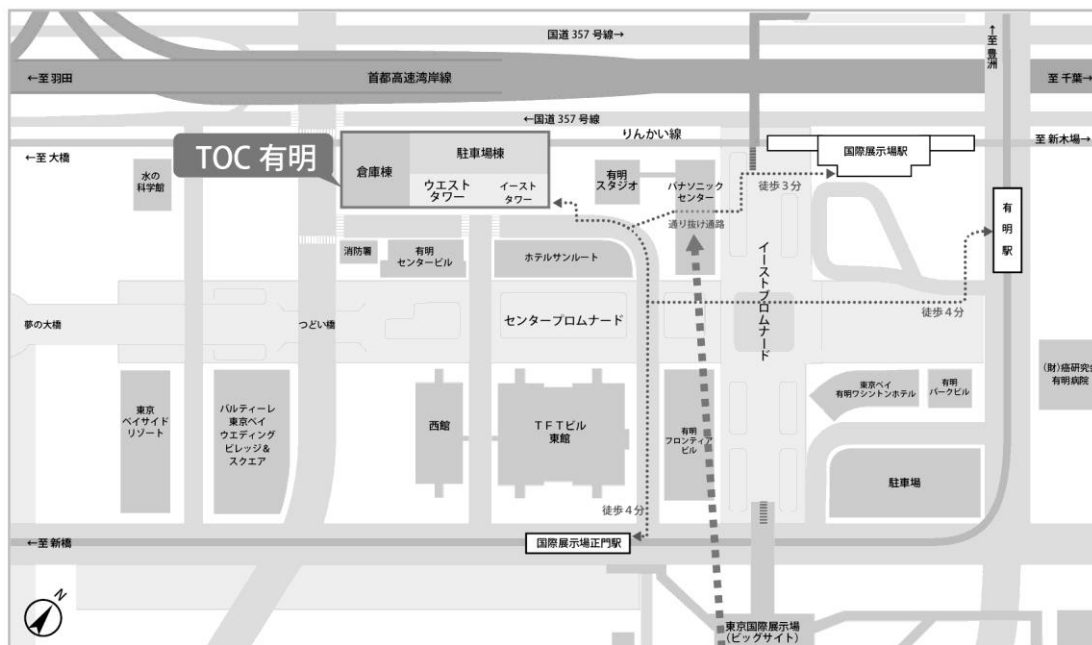 国道357号線→
←至羽田
首都高速湾岸線
至千葉→
←至豊洲
←国道357号線
りんかい線
←至大橋
至新木場→
TOC有明
倉庫棟
駐車場棟
ウエスト
タワー
イースト
タワー
水の
科学館
有明
スタジオ
パナソニック
センター
国際展示場駅
徒歩3分
通り抜け通路
有明駅
消防署
有明
センタービル
ホテルサンルート
イーストプロムナード
徒歩4分
夢の大橋
つどい橋
センタープロムナード
東京
ベイサイド
リゾート
バルティーレ
東京ベイ
ウエディング
ビレッジ&
スクエア
西館
TFTビル
東館
有明
フロンティア
ビル
東京ベイ
有明ワシントンホテル
有明
パークビル
(財)癌研究会
有明病院
駐車場
徒歩4分
←至新橋
国際展示場正門駅
N
東京国際展示場
(ビッグサイト)